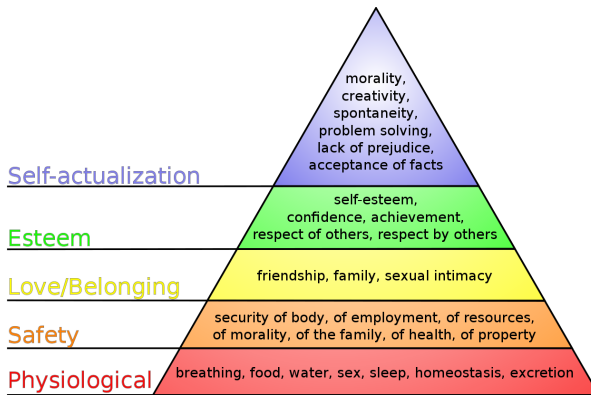 morality,
creativity,
spontaneity,
problem solving,
lack of prejudice,
acceptance of facts
Self-actualization
self-esteem,
confidence, achievement,
respect of others, respect by others
Esteem
friendship, family, sexual intimacy
Love/Belonging
security of body, of employment, of resources,
of morality, of the family, of health, of property
Safety
breathing, food, water, sex, sleep, homeostasis, excretion
Physiological